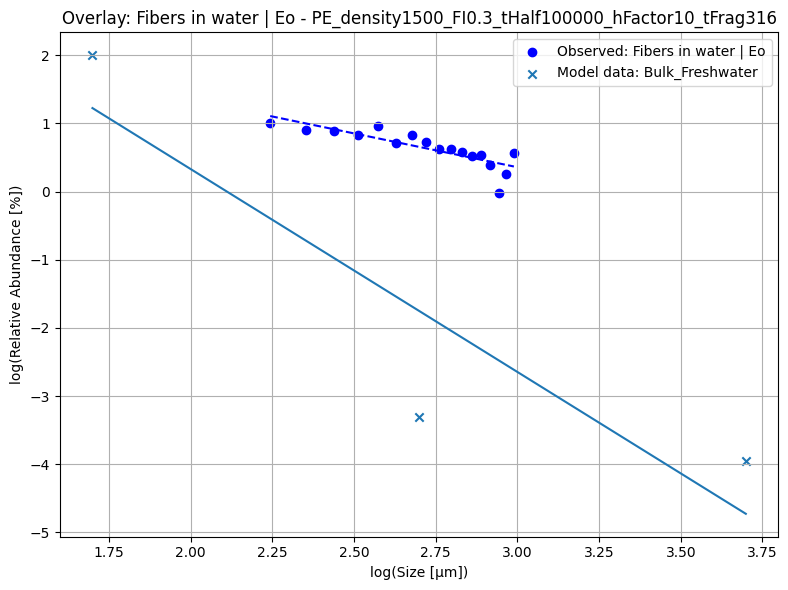 Overlay: Fibers in water | Eo - PE_density1500_FI0.3_tHalf100000_hFactor10_tFrag316
Observed: Fibers in water | Eo
Model data: Bulk_Freshwater
log(Relative Abundance [%])
2
1
0
−1
−2
−3
−4
−5
1.75 2.00 2.25 2.50 2.75 3.00 3.25 3.50 3.75
log(Size [µm])